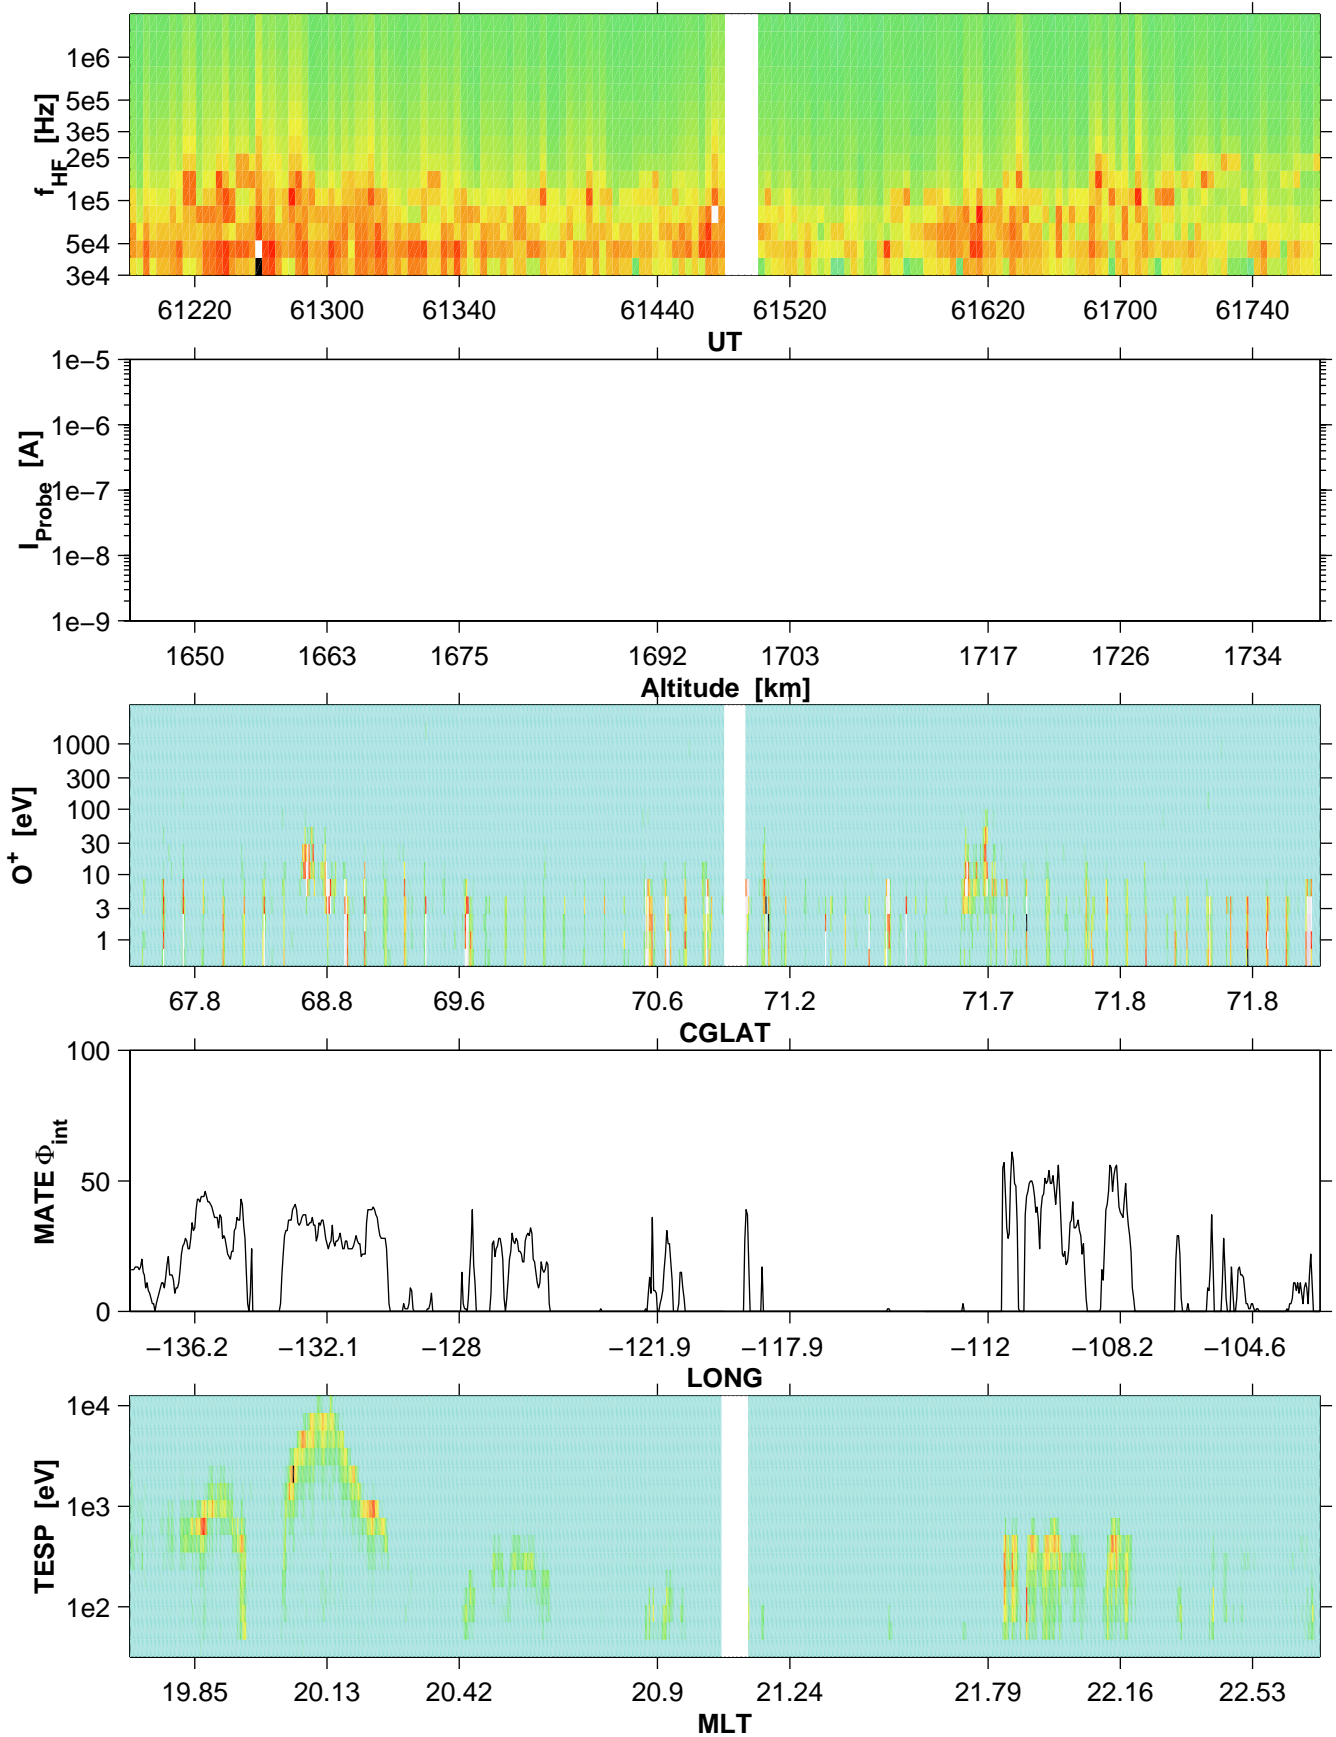 1e6
5e5
3e5
2e5
1e5
5e4
3e4
f_HF [Hz]
61220 61300 61340 61440 61520 61620 61700 61740
UT
1e−5
1e−6
1e−7
1e−8
1e−9
I_Probe [A]
1650 1663 1675 1692 1703 1717 1726 1734
Altitude [km]
1000
300
100
30
10
3
1
O+ [eV]
67.8 68.8 69.6 70.6 71.2 71.7 71.8 71.8
CGLAT
100
50
0
MATE Φ_int
−136.2 −132.1 −128 −121.9 −117.9 −112 −108.2 −104.6
LONG
1e4
1e3
1e2
TESP [eV]
19.85 20.13 20.42 20.9 21.24 21.79 22.16 22.53
MLT